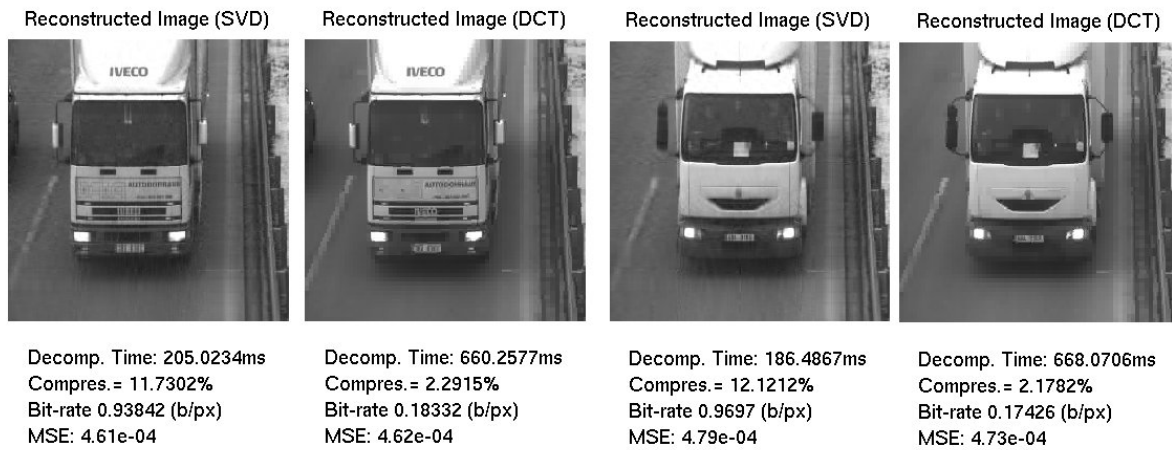 Reconstructed Image (SVD)
Reconstructed Image (DCT)
Reconstructed Image (SVD)
Reconstructed Image (DCT)
IVECO
IVECO
AUTODOPRAVA
AUTODOPRAVA
IVECO
Decomp. Time: 205.0234ms
Compres.= 11.7302%
Bit-rate 0.93842 (b/px)
MSE: 4.61e-04
Decomp. Time: 660.2577ms
Compres.= 2.2915%
Bit-rate 0.18332 (b/px)
MSE: 4.62e-04
Decomp. Time: 186.4867ms
Compres.= 12.1212%
Bit-rate 0.9697 (b/px)
MSE: 4.79e-04
Decomp. Time: 668.0706ms
Compres.= 2.1782%
Bit-rate 0.17426 (b/px)
MSE: 4.73e-04